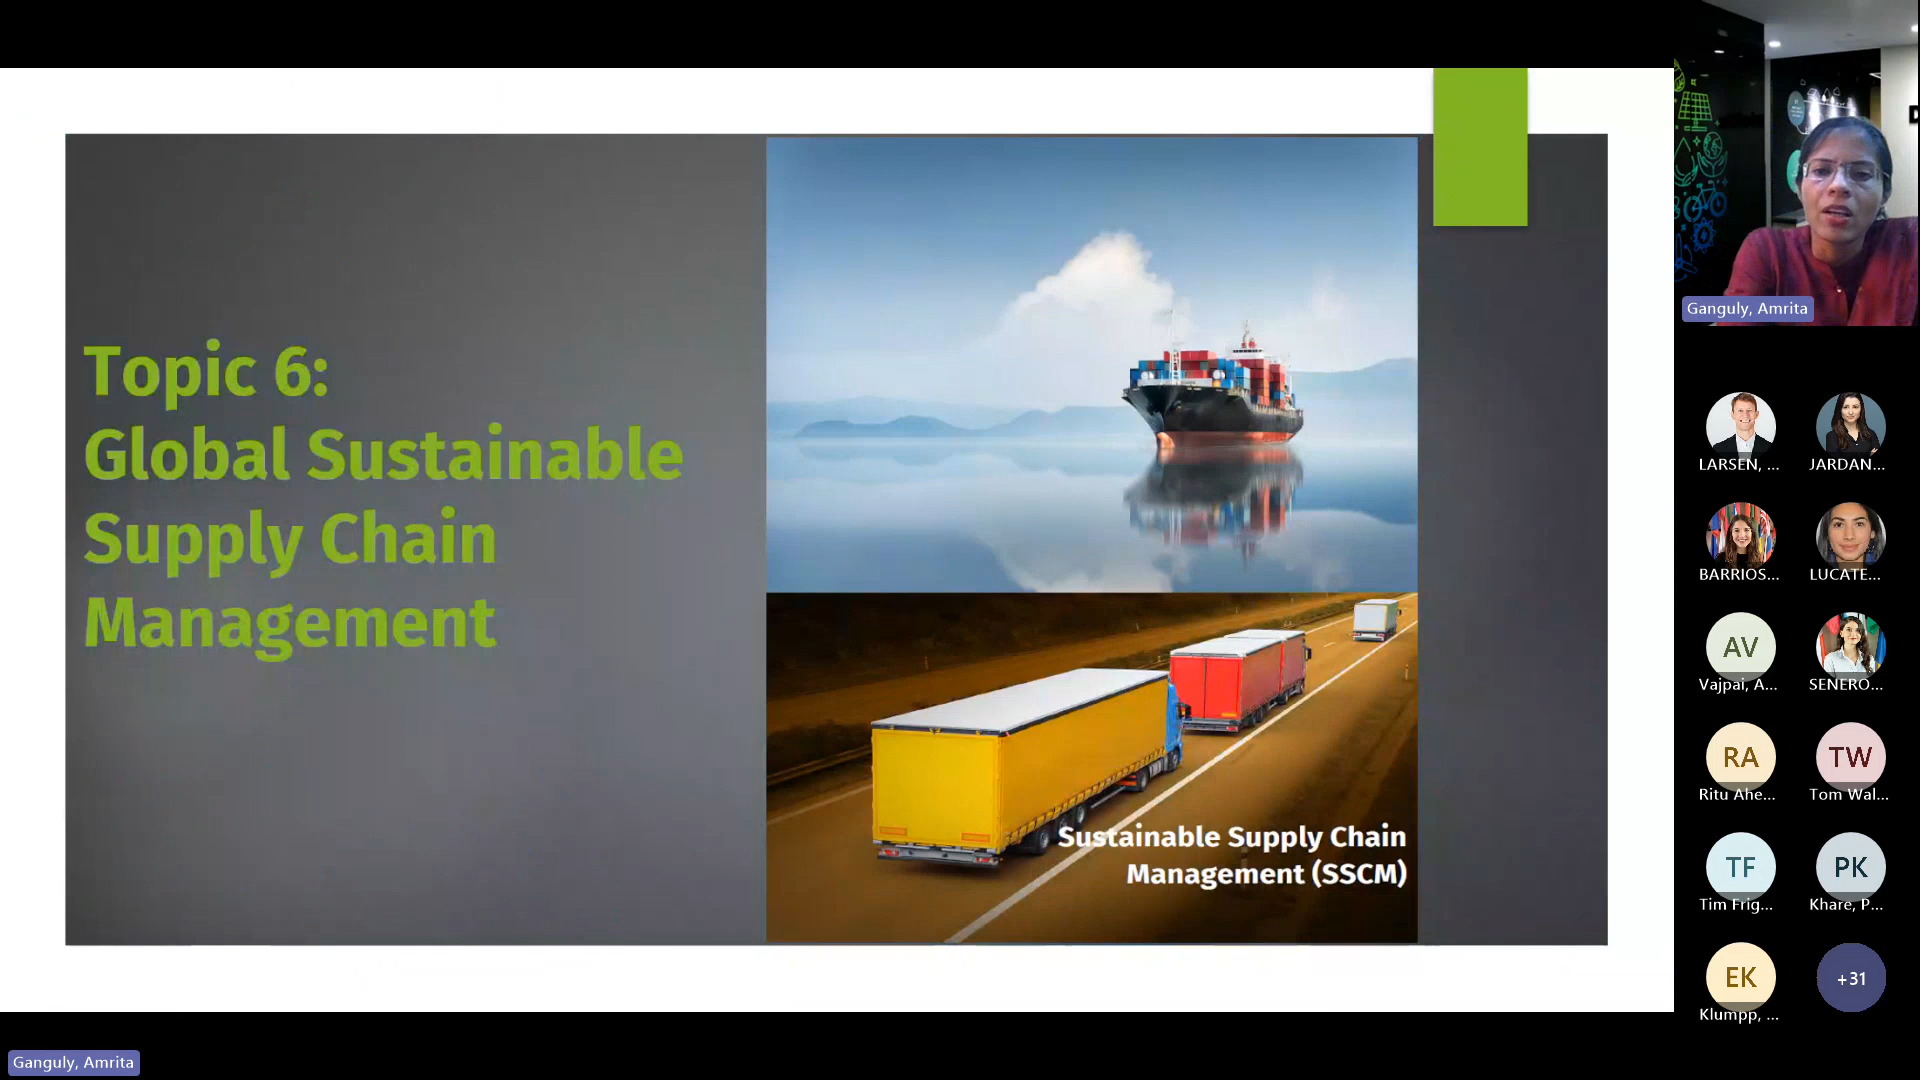 Topic 6:
Global Sustainable
Supply Chain
Management
Sustainable Supply Chain
Management (SSCM)
Ganguly, Amrita
LARSEN, ...
JARDAN...
BARRIOS...
LUCATE...
AV
Vajpai, A...
SENERO...
RA
Ritu Ahe...
TW
Tom Wal...
TF
Tim Frig...
PK
Khare, P...
EK
Klumpp, ...
+31
Ganguly, Amrita